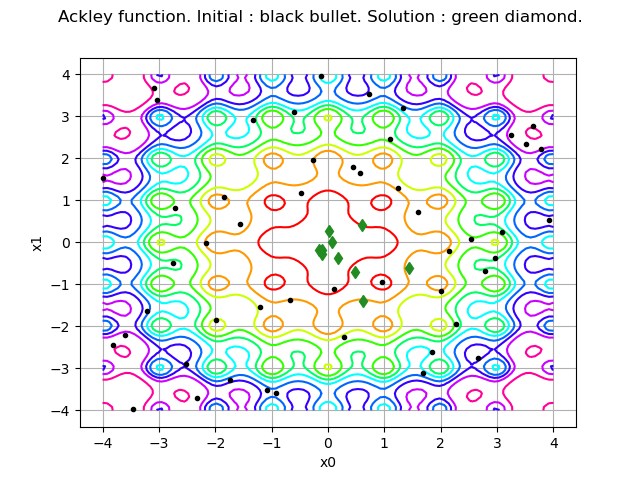 Ackley function. Initial : black bullet. Solution : green diamond.
4
3
2
1
0
−1
−2
−3
−4
x1
−4 −3 −2 −1 0 1 2 3 4
x0